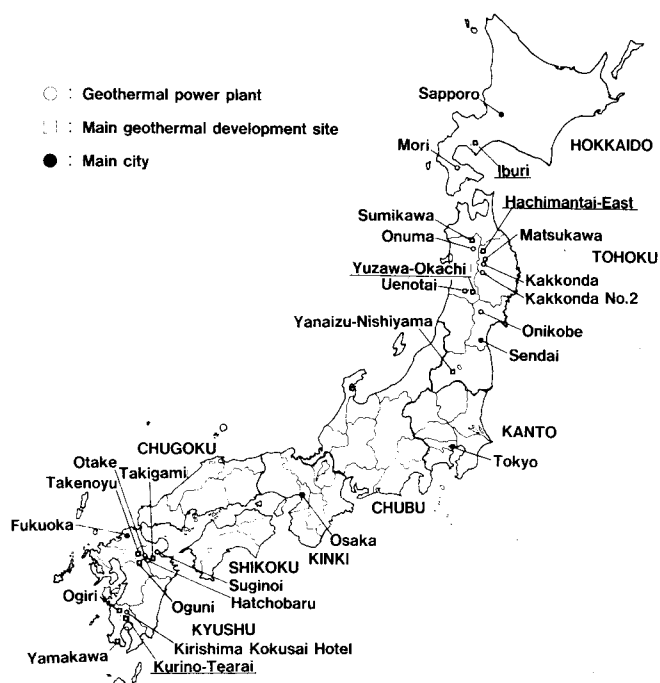 ○ : Geothermal power plant
□ : Main geothermal development site
● : Main city
Sapporo
HOKKAIDO
Mori
Iburi
Hachimantai-East
Sumikawa
Onuma
Matsukawa
TOHOKU
Yuzawa-Okachi
Kakkonda
Uenotai
Kakkonda No.2
Yanaizu-Nishiyama
Onikobe
Sendai
KANTO
CHUGOKU
Otake
Takigami
Tokyo
Takenoyu
CHUBU
Fukuoka
Osaka
KINKI
SHIKOKU
Suginoi
Hatchobaru
Ogiri
Oguni
KYUSHU
Kirishima Kokusai Hotel
Yamakawa
Kurino-Tearai